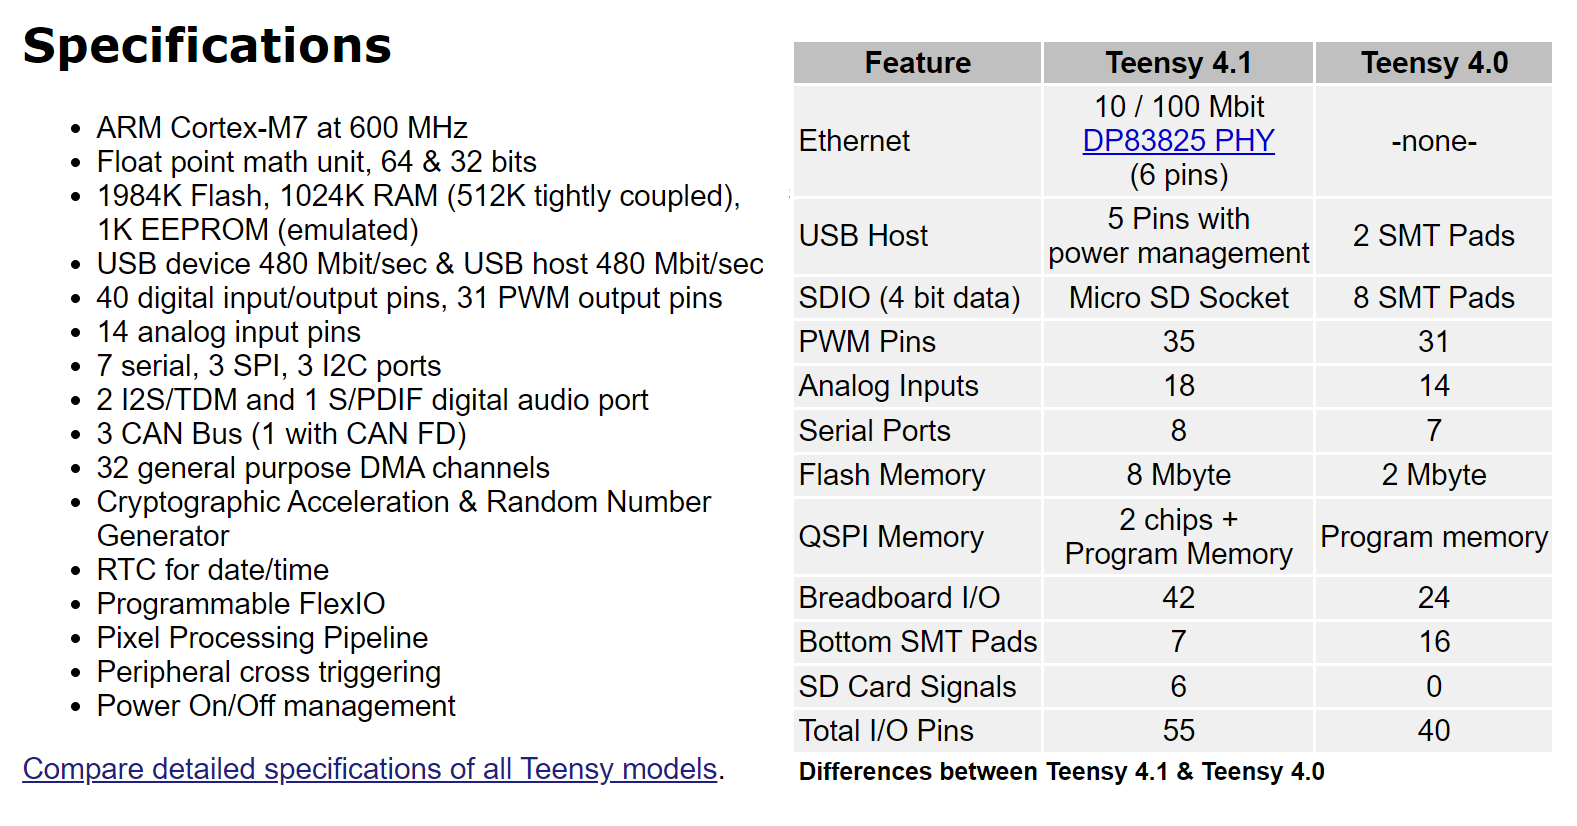 Specifications
ARM Cortex-M7 at 600 MHz
Float point math unit, 64 & 32 bits
1984K Flash, 1024K RAM (512K tightly coupled),
1K EEPROM (emulated)
USB device 480 Mbit/sec & USB host 480 Mbit/sec
40 digital input/output pins, 31 PWM output pins
14 analog input pins
7 serial, 3 SPI, 3 I2C ports
2 I2S/TDM and 1 S/PDIF digital audio port
3 CAN Bus (1 with CAN FD)
32 general purpose DMA channels
Cryptographic Acceleration & Random Number
Generator
RTC for date/time
Programmable FlexIO
Pixel Processing Pipeline
Peripheral cross triggering
Power On/Off management
Compare detailed specifications of all Teensy models.
Feature Teensy 4.1 Teensy 4.0
Ethernet 10 / 100 Mbit
DP83825 PHY
(6 pins) -none-
USB Host 5 Pins with
power management 2 SMT Pads
SDIO (4 bit data) Micro SD Socket 8 SMT Pads
PWM Pins 35 31
Analog Inputs 18 14
Serial Ports 8 7
Flash Memory 8 Mbyte 2 Mbyte
QSPI Memory 2 chips +
Program Memory Program memory
Breadboard I/O 42 24
Bottom SMT Pads 7 16
SD Card Signals 6 0
Total I/O Pins 55 40
Differences between Teensy 4.1 & Teensy 4.0